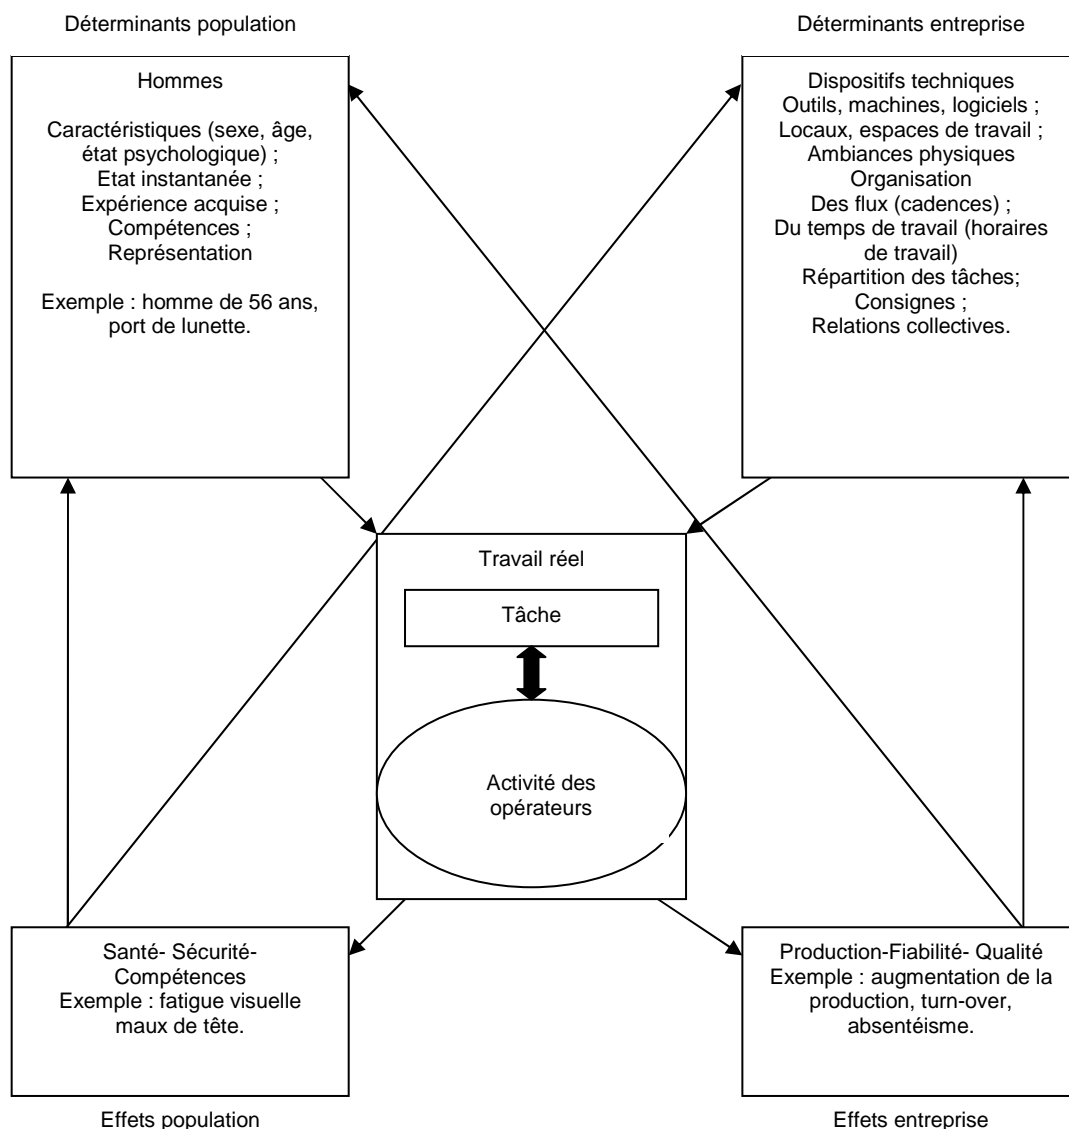 Déterminants population
Déterminants entreprise
Hommes
Caractéristiques (sexe, âge,
état psychologique) ;
Etat instantanée ;
Expérience acquise ;
Compétences ;
Représentation
Exemple : homme de 56 ans,
port de lunette.
Dispositifs techniques
Outils, machines, logiciels ;
Locaux, espaces de travail ;
Ambiances physiques
Organisation
Des flux (cadences) ;
Du temps de travail (horaires
de travail)
Répartition des tâches;
Consignes ;
Relations collectives.
Travail réel
Tâche
Activité des
opérateurs
Santé- Sécurité-
Compétences
Exemple : fatigue visuelle
maux de tête.
Production-Fiabilité- Qualité
Exemple : augmentation de la
production, turn-over,
absentéisme.
Effets population
Effets entreprise